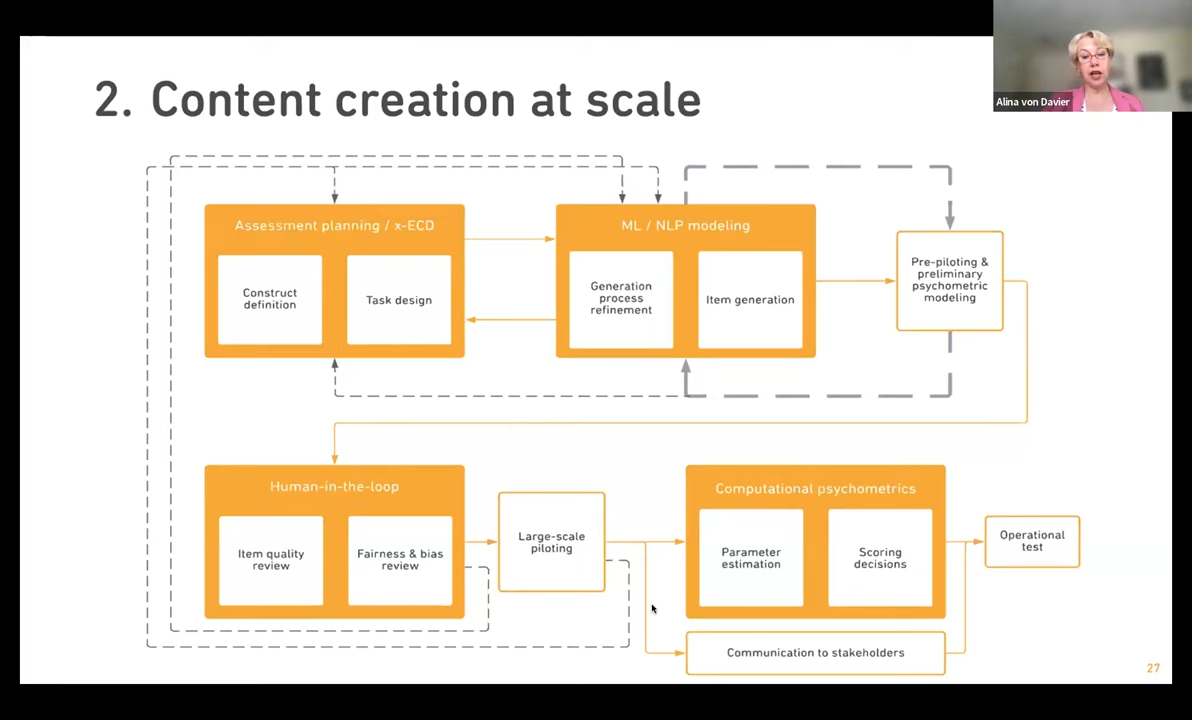 2. Content creation at scale
Alina von Davier
Assessment planning / x-ECD
Construct
definition
Task design
ML / NLP modeling
Generation
process
refinement
Item generation
Pre-piloting &
preliminary
psychometric
modeling
Human-in-the-loop
Item quality
review
Fairness & bias
review
Large-scale
piloting
Computational psychometrics
Parameter
estimation
Scoring
decisions
Operational
test
Communication to stakeholders
27